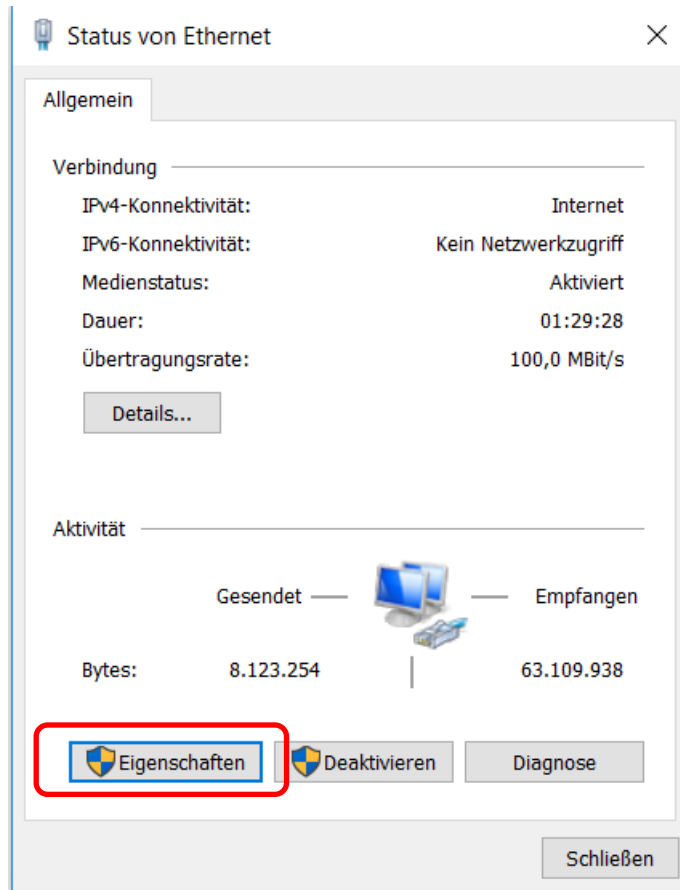 Status von Ethernet
Allgemein
Verbindung
IPv4-Konnektivität: Internet
IPv6-Konnektivität: Kein Netzwerkzugriff
Medienstatus: Aktiviert
Dauer: 01:29:28
Übertragungsrate: 100,0 MBit/s
Details...
Aktivität
Gesendet Empfangen
Bytes: 8.123.254 63.109.938
Eigenschaften Deaktivieren Diagnose
Schließen